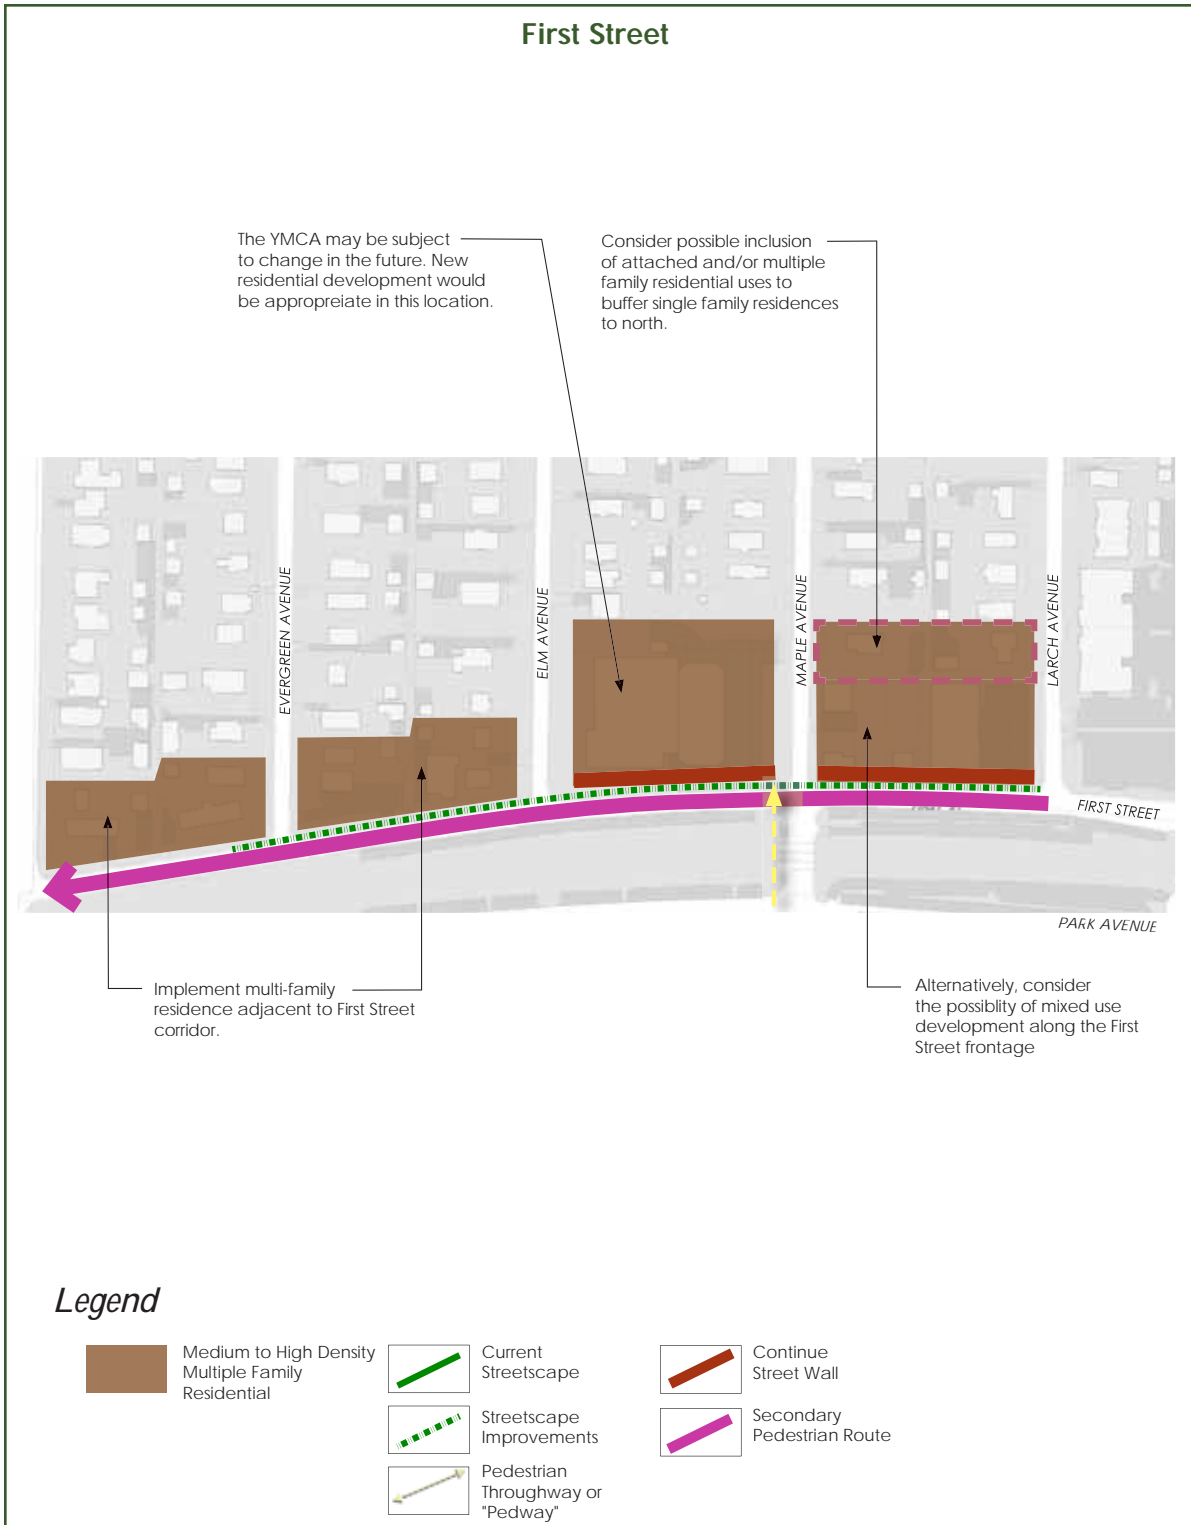 First Street
The YMCA may be subject
to change in the future. New
residential development would
be appropreiate in this location.
Consider possible inclusion
of attached and/or multiple
family residential uses to
buffer single family residences
to north.
EVERGREEN AVENUE
ELM AVENUE
MAPLE AVENUE
LARCH AVENUE
FIRST STREET
PARK AVENUE
Implement multi-family
residence adjacent to First Street
corridor.
Alternatively, consider
the possiblity of mixed use
development along the First
Street frontage
Legend
Medium to High Density
Multiple Family
Residential
Current
Streetscape
Streetscape
Improvements
Pedestrian
Throughway or
"Pedway"
Continue
Street Wall
Secondary
Pedestrian Route